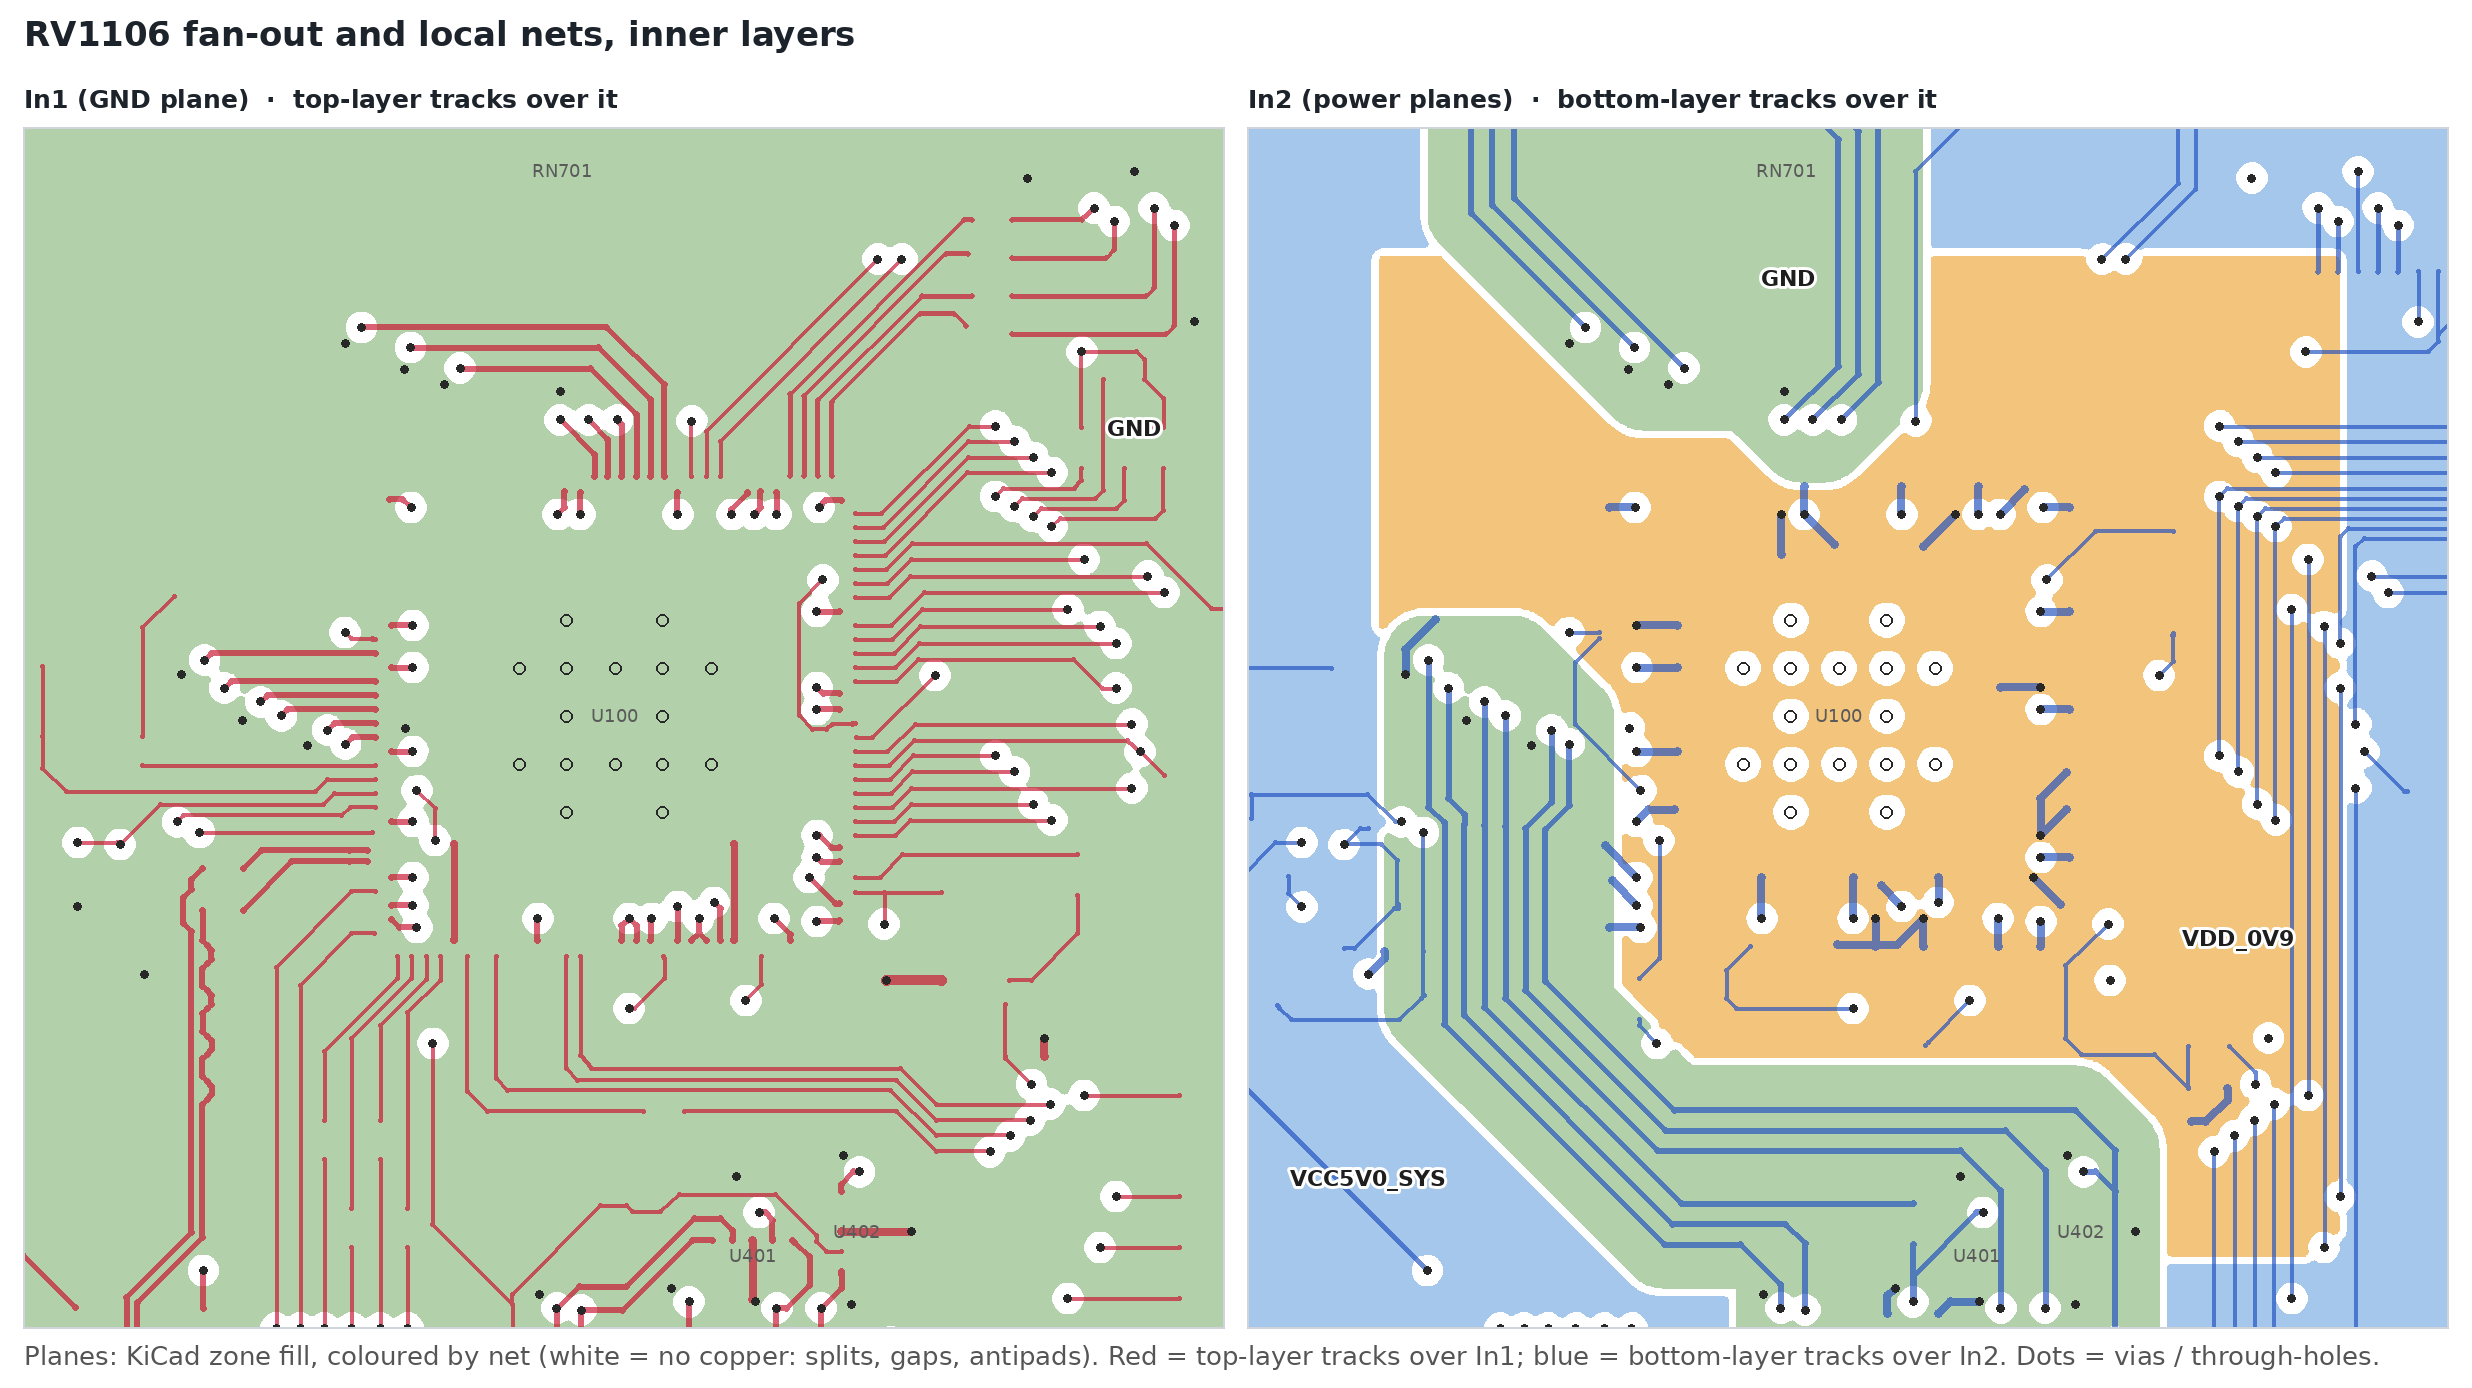 RV1106 fan-out and local nets, inner layers
In1 (GND plane)  ·  top-layer tracks over it
In2 (power planes)  ·  bottom-layer tracks over it
RN701
GND
U100
U402
U401
RN701
GND
U100
VDD_0V9
VCC5V0_SYS
U402
U401
Planes: KiCad zone fill, coloured by net (white = no copper: splits, gaps, antipads). Red = top-layer tracks over In1; blue = bottom-layer tracks over In2. Dots = vias / through-holes.